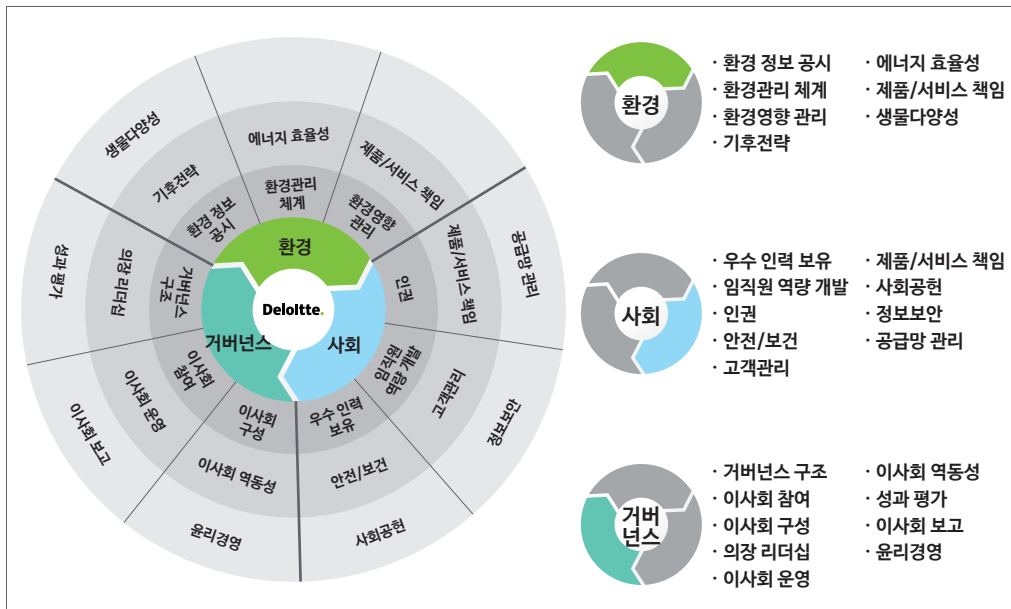 생물다양성
에너지 효율성
기후전략
제품/서비스 책임
환경 정보
공시
환경관리
체계
환경영향
관리
환경
성과 평가
의장 리더십
거버넌스
구조
Deloitte.
인권
제품/서비스 책임
공급망 관리
거버넌스
사회
이사회
참여
임직원
역량 개발
이사회 보고
이사회 운영
이사회
구성
우수 인력
보유
고객관리
정보보안
이사회 역동성
안전/보건
윤리경영
사회공헌
환경
· 환경 정보 공시
· 환경관리 체계
· 환경영향 관리
· 기후전략
· 에너지 효율성
· 제품/서비스 책임
· 생물다양성
사회
· 우수 인력 보유
· 임직원 역량 개발
· 인권
· 안전/보건
· 고객관리
· 제품/서비스 책임
· 사회공헌
· 정보보안
· 공급망 관리
거버
넌스
· 거버넌스 구조
· 이사회 참여
· 이사회 구성
· 의장 리더십
· 이사회 운영
· 이사회 역동성
· 성과 평가
· 이사회 보고
· 윤리경영